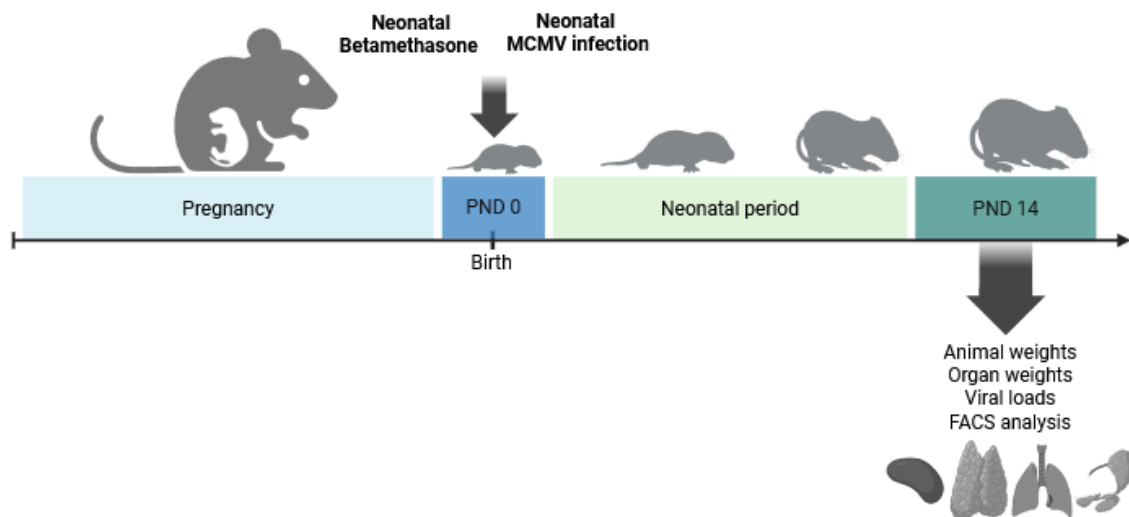 Neonatal
Betamethasone
Neonatal
MCMV infection
Pregnancy
PND 0
Neonatal period
PND 14
Birth
Animal weights
Organ weights
Viral loads
FACS analysis